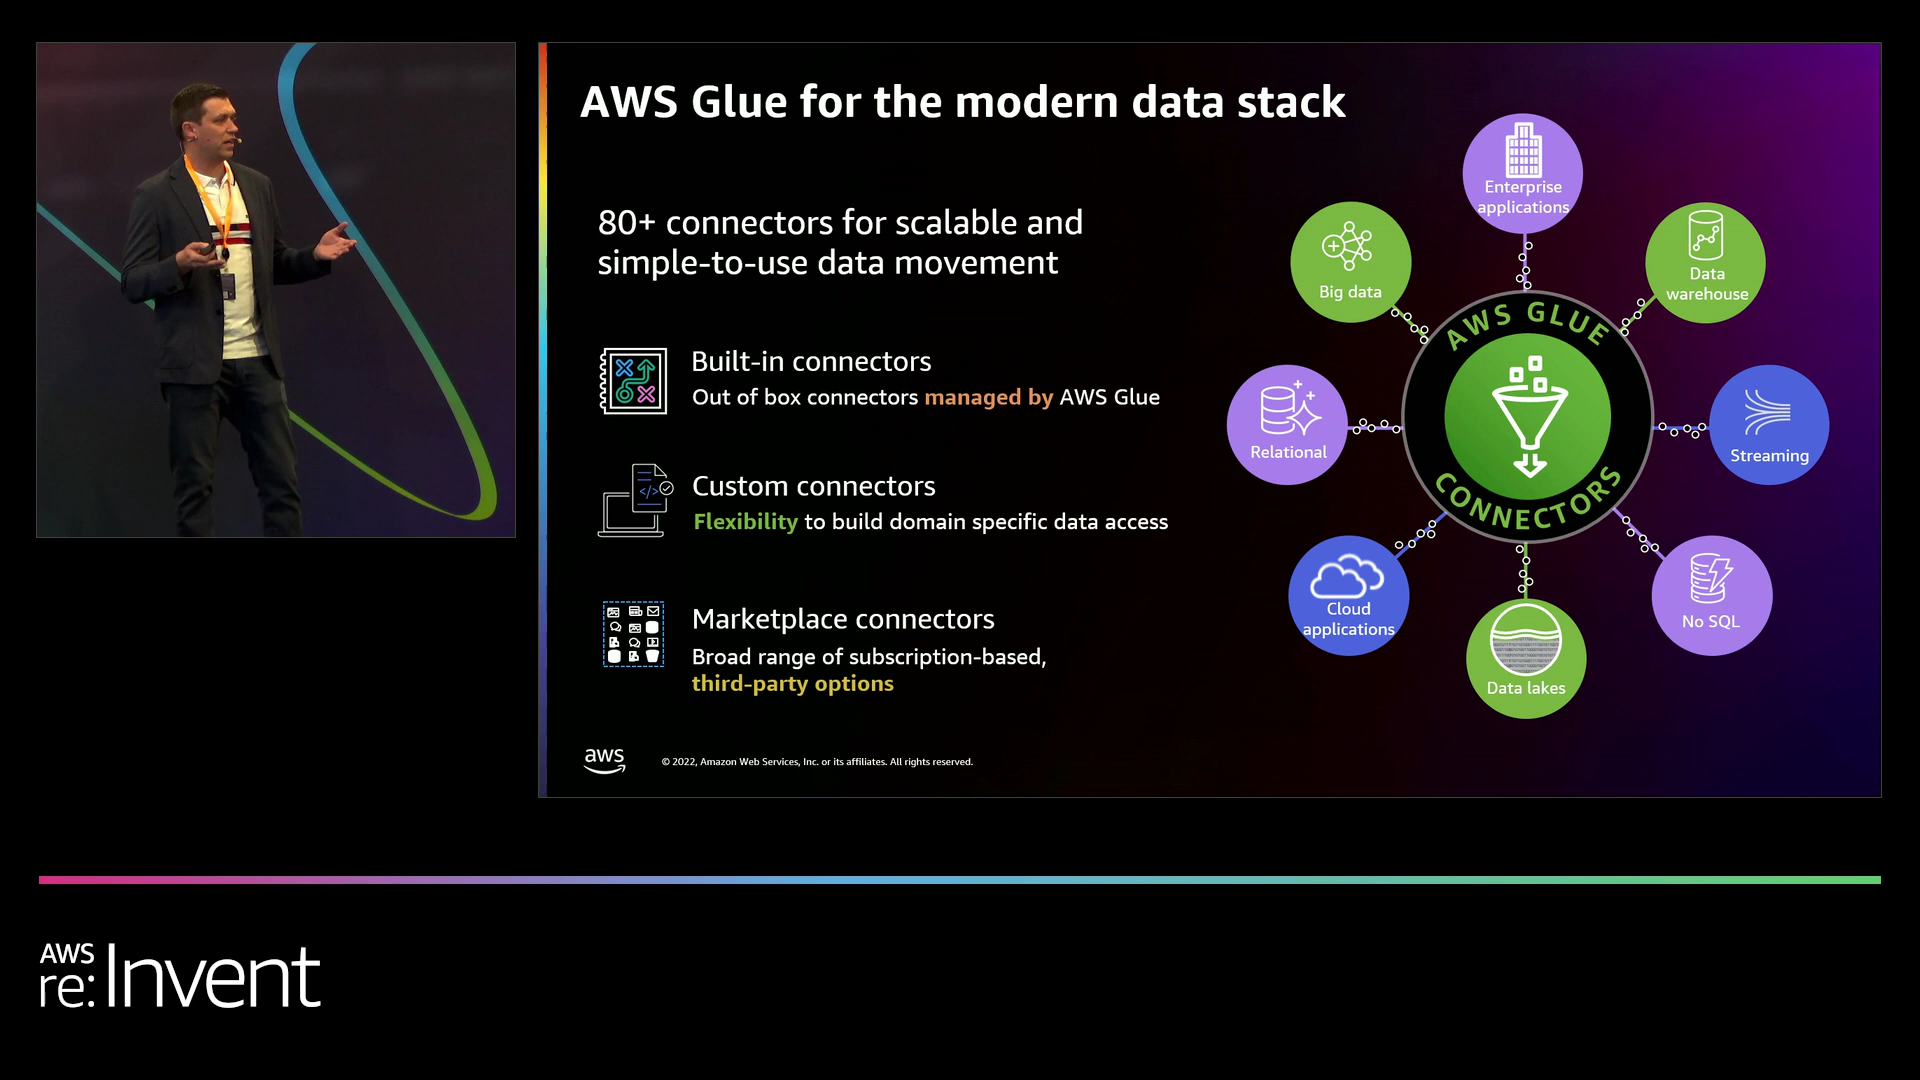 AWS Glue for the modern data stack
80+ connectors for scalable and
simple-to-use data movement
Built-in connectors
Out of box connectors managed by AWS Glue
Custom connectors
Flexibility to build domain specific data access
Marketplace connectors
Broad range of subscription-based,
third-party options
Enterprise
applications
Big data
Data
warehouse
AWS GLUE
CONNECTORS
Relational
Streaming
Cloud
applications
No SQL
Data lakes
</>
aws
© 2022, Amazon Web Services, Inc. or its affiliates. All rights reserved.
AWS
re:Invent